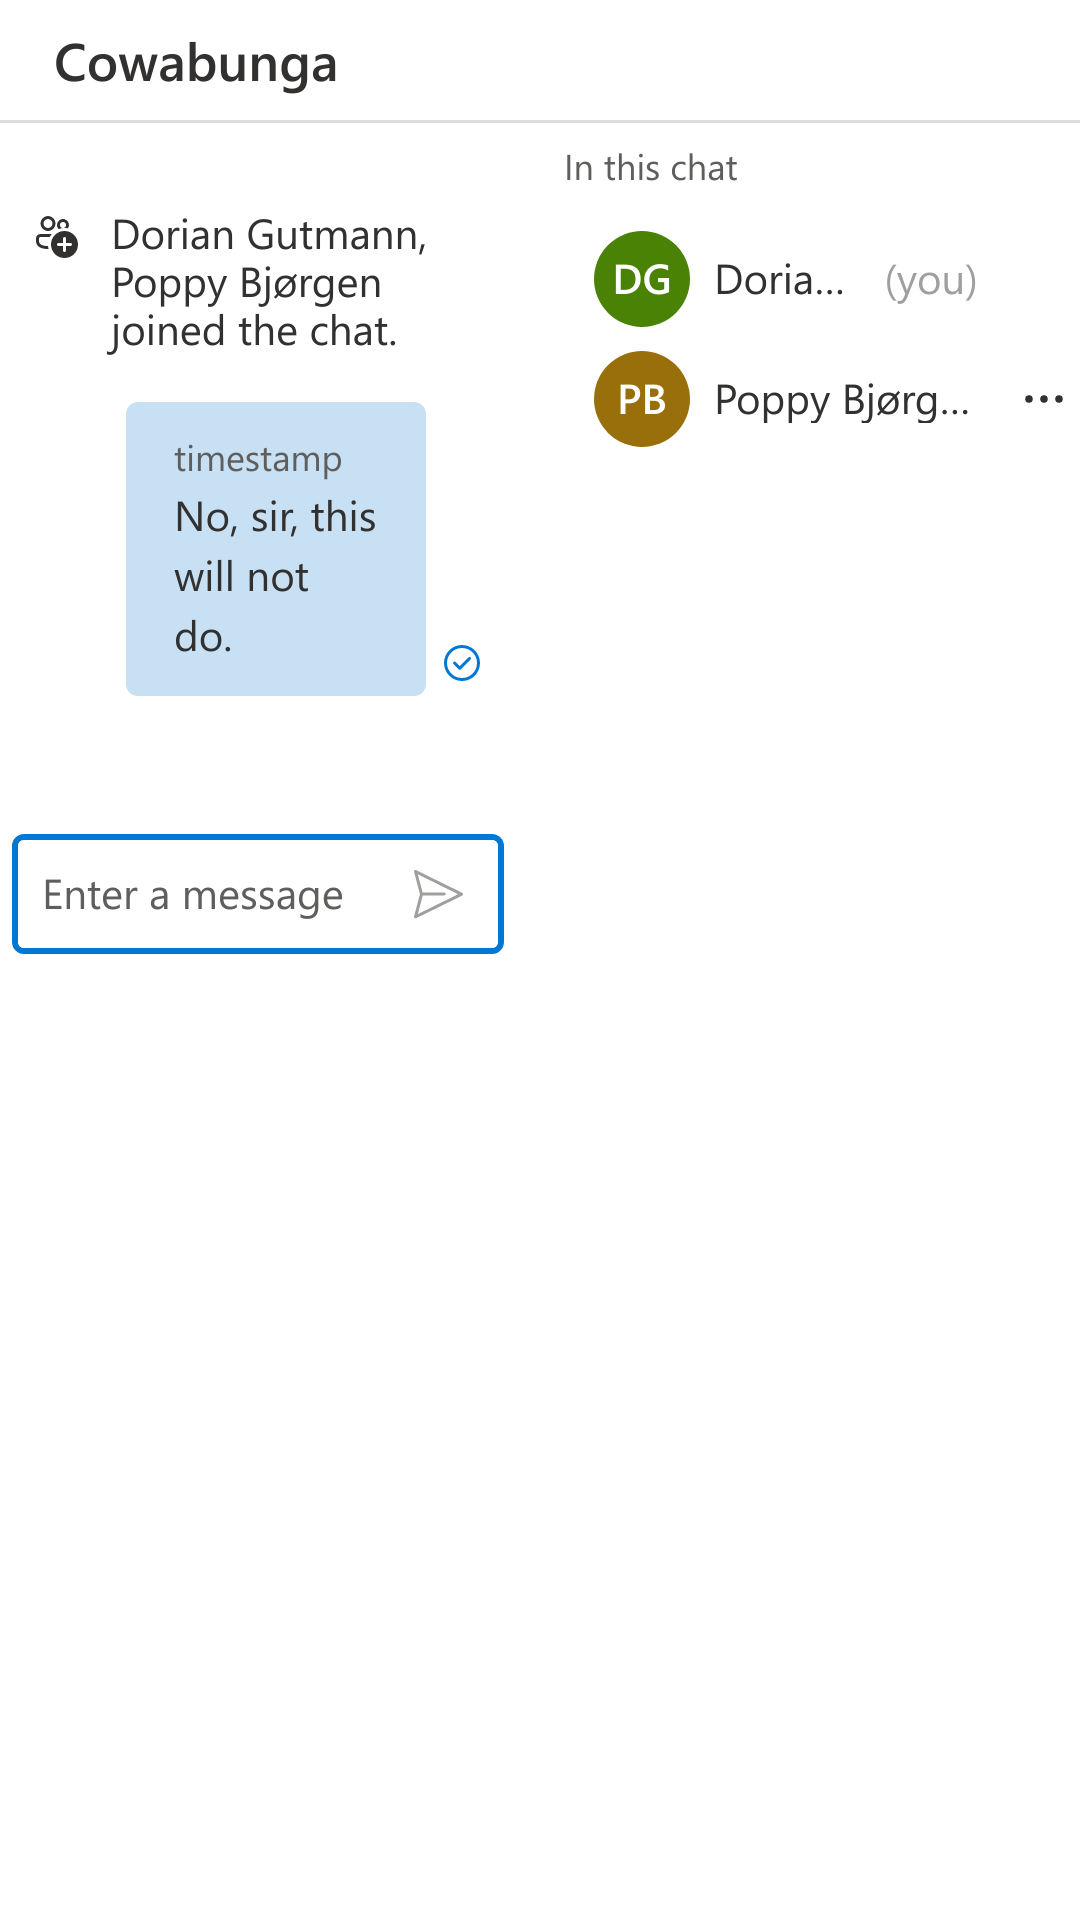 Cowabunga
Dorian Gutmann,
Poppy Bjørgen
joined the chat.
timestamp
No, sir, this
will not
do.
Enter a message
In this chat
DG Doria... (you)
PB Poppy Bjørg...